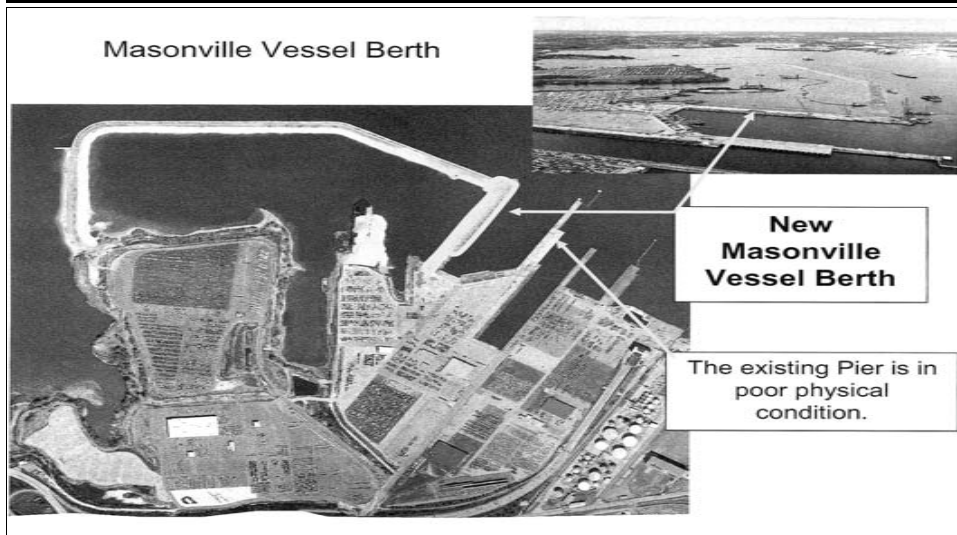 Masonville Vessel Berth
New
Masonville
Vessel Berth
The existing Pier is in
poor physical
condition.